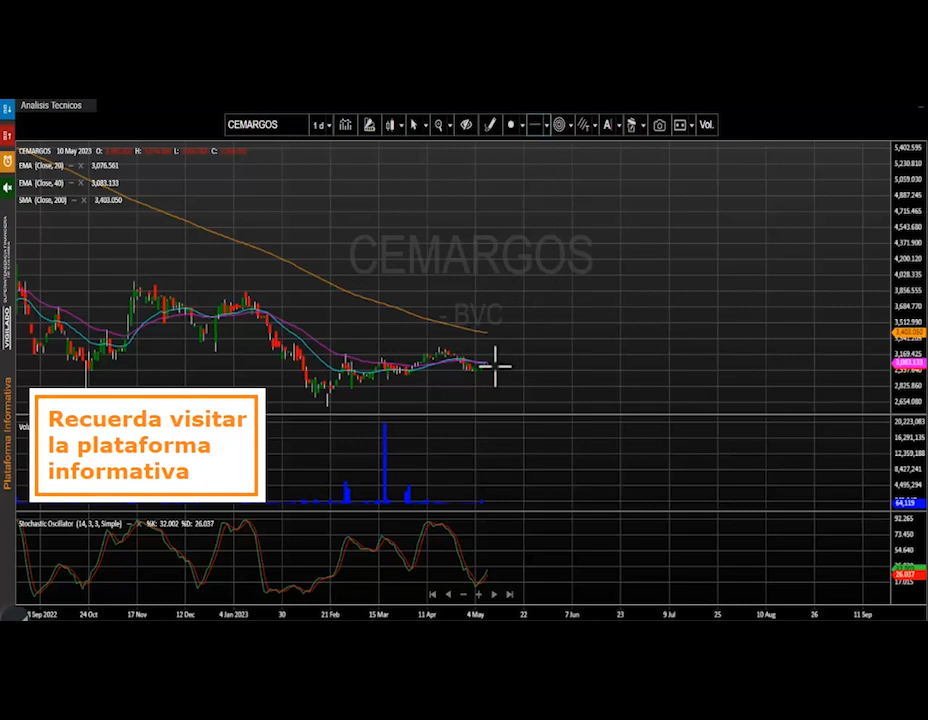 Analisis Tecnicos
CEMARGOS
1 d
Vol.
CEMARGOS 10 May 2023 O: H: L: C:
EMA (Close, 20) 3,076.561
EMA (Close, 40) 3,083.133
SMA (Close, 200) 3,403.050
CEMARGOS
- BVC
5,402.595
5,230.810
5,059.030
4,887.245
4,715.465
4,543.680
4,371.900
4,200.120
4,028.335
3,856.555
3,684.770
3,512.990
3,403.050
3,169.425
3,083.133
2,825.860
2,654.080
VIGILADO
Plataforma Informativa
Recuerda visitar
la plataforma
informativa
20,223,083
16,291,135
12,359,188
8,427,241
4,495,294
64,119
Stochastic Oscillator (14, 3, 3, Simple) %K: 32.002 %D: 26.037
92.265
73.450
54.640
26.037
17.015
Sep 2022 24 Oct 17 Nov 12 Dec 4 Jan 2023 30 21 Feb 15 Mar 11 Apr 4 May 22 7 Jun 23 9 Jul 25 10 Aug 26 11 Sep